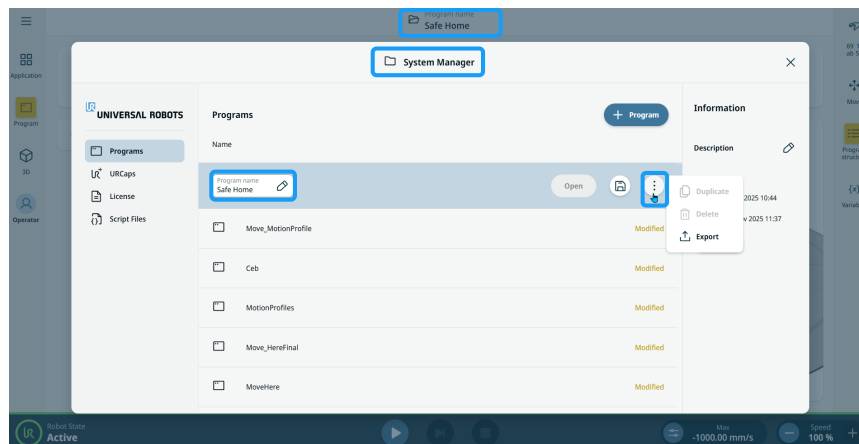 Program name
Safe Home
System Manager
Application
Program
3D
Operator
UNIVERSAL ROBOTS
Programs
URCaps
License
Script Files
Programs
+ Program
Name
Program name
Safe Home
Open
Move_MotionProfile
Modified
Ceb
Modified
MotionProfiles
Modified
Move_HereFinal
Modified
MoveHere
Modified
Information
Description
Duplicate
Delete
Export
2025 10:44
2025 11:37
Robot State
Active
Max
-1000.00 mm/s
Speed
100 %